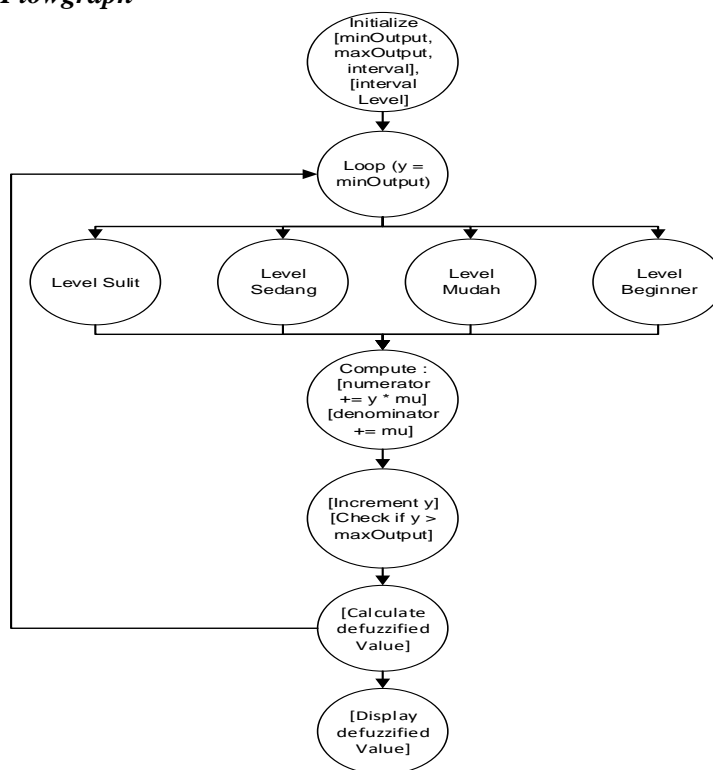 Flowgraph
Initialize
[minOutput,
maxOutput,
interval],
[interval
Level]
Loop (y =
minOutput)
Level Sulit
Level
Sedang
Level
Mudah
Level
Beginner
Compute :
[numerator
+= y * mu]
[denominator
+= mu]
[Increment y]
[Check if y >
maxOutput]
[Calculate
defuzzified
Value]
[Display
defuzzified
Value]